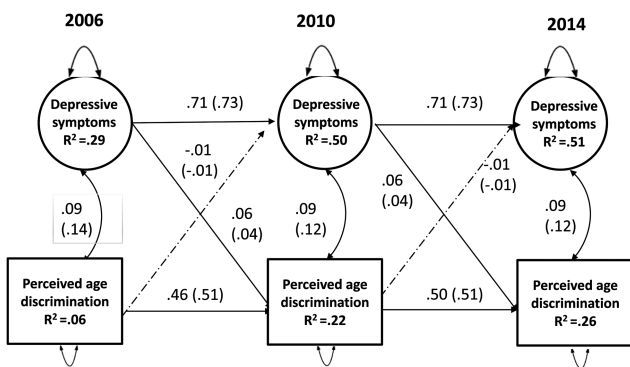 2006
2010
2014
Depressive
symptoms
R² =.29
.71 (.73)
Depressive
symptoms
R² =.50
.71 (.73)
Depressive
symptoms
R² =.51
-.01
(-.01)
-.01
(-.01)
.09
(.14)
.06
(.04)
.09
(.12)
.06
(.04)
.09
(.12)
Perceived age
discrimination
R² =.06
.46 (.51)
Perceived age
discrimination
R² =.22
.50 (.51)
Perceived age
discrimination
R² =.26